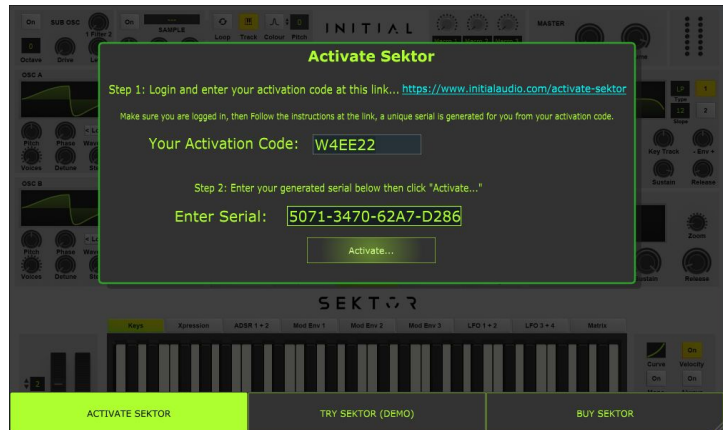 On SUB OSC On SAMPLE
Loop Track Colour Pitch
INITIAL
MASTER
Octave Drive
OSC A
Activate Sektor
Step 1: Login and enter your activation code at this link... https://www.initialaudio.com/activate-sektor
Make sure you are logged in, then Follow the instructions at the link, a unique serial is generated for you from your activation code.
Your Activation Code: W4EE22
Step 2: Enter your generated serial below then click "Activate..."
Enter Serial: 5071-3470-62A7-D286
Activate...
LP 1
Type
L2 2
Slope
Pitch Phase
Key Track - Env +
Voices Detune
Sustain Release
OSC B
Zoom
Pitch Phase
Voices Detune
Sustain Release
SEKTOR
Keys Xpression ADSR 1 + 2 Mod Env 1 Mod Env 2 Mod Env 3 LFO 1 + 2 LFO 3 + 4 Matrix
On
Curve Velocity
2
On On
ACTIVATE SEKTOR TRY SEKTOR (DEMO) BUY SEKTOR